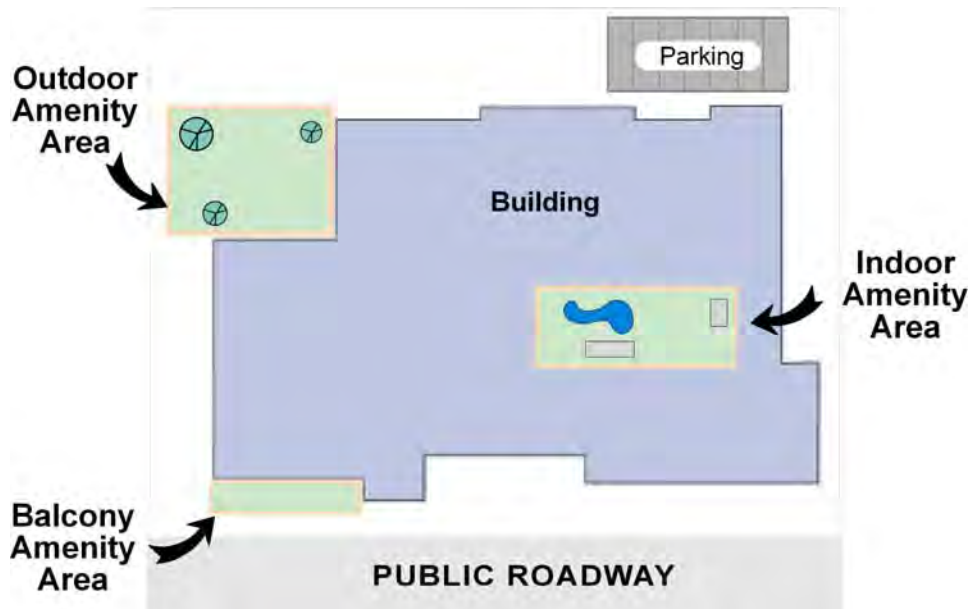 Parking
Outdoor
Amenity
Area
Building
Indoor
Amenity
Area
Balcony
Amenity
Area
PUBLIC ROADWAY